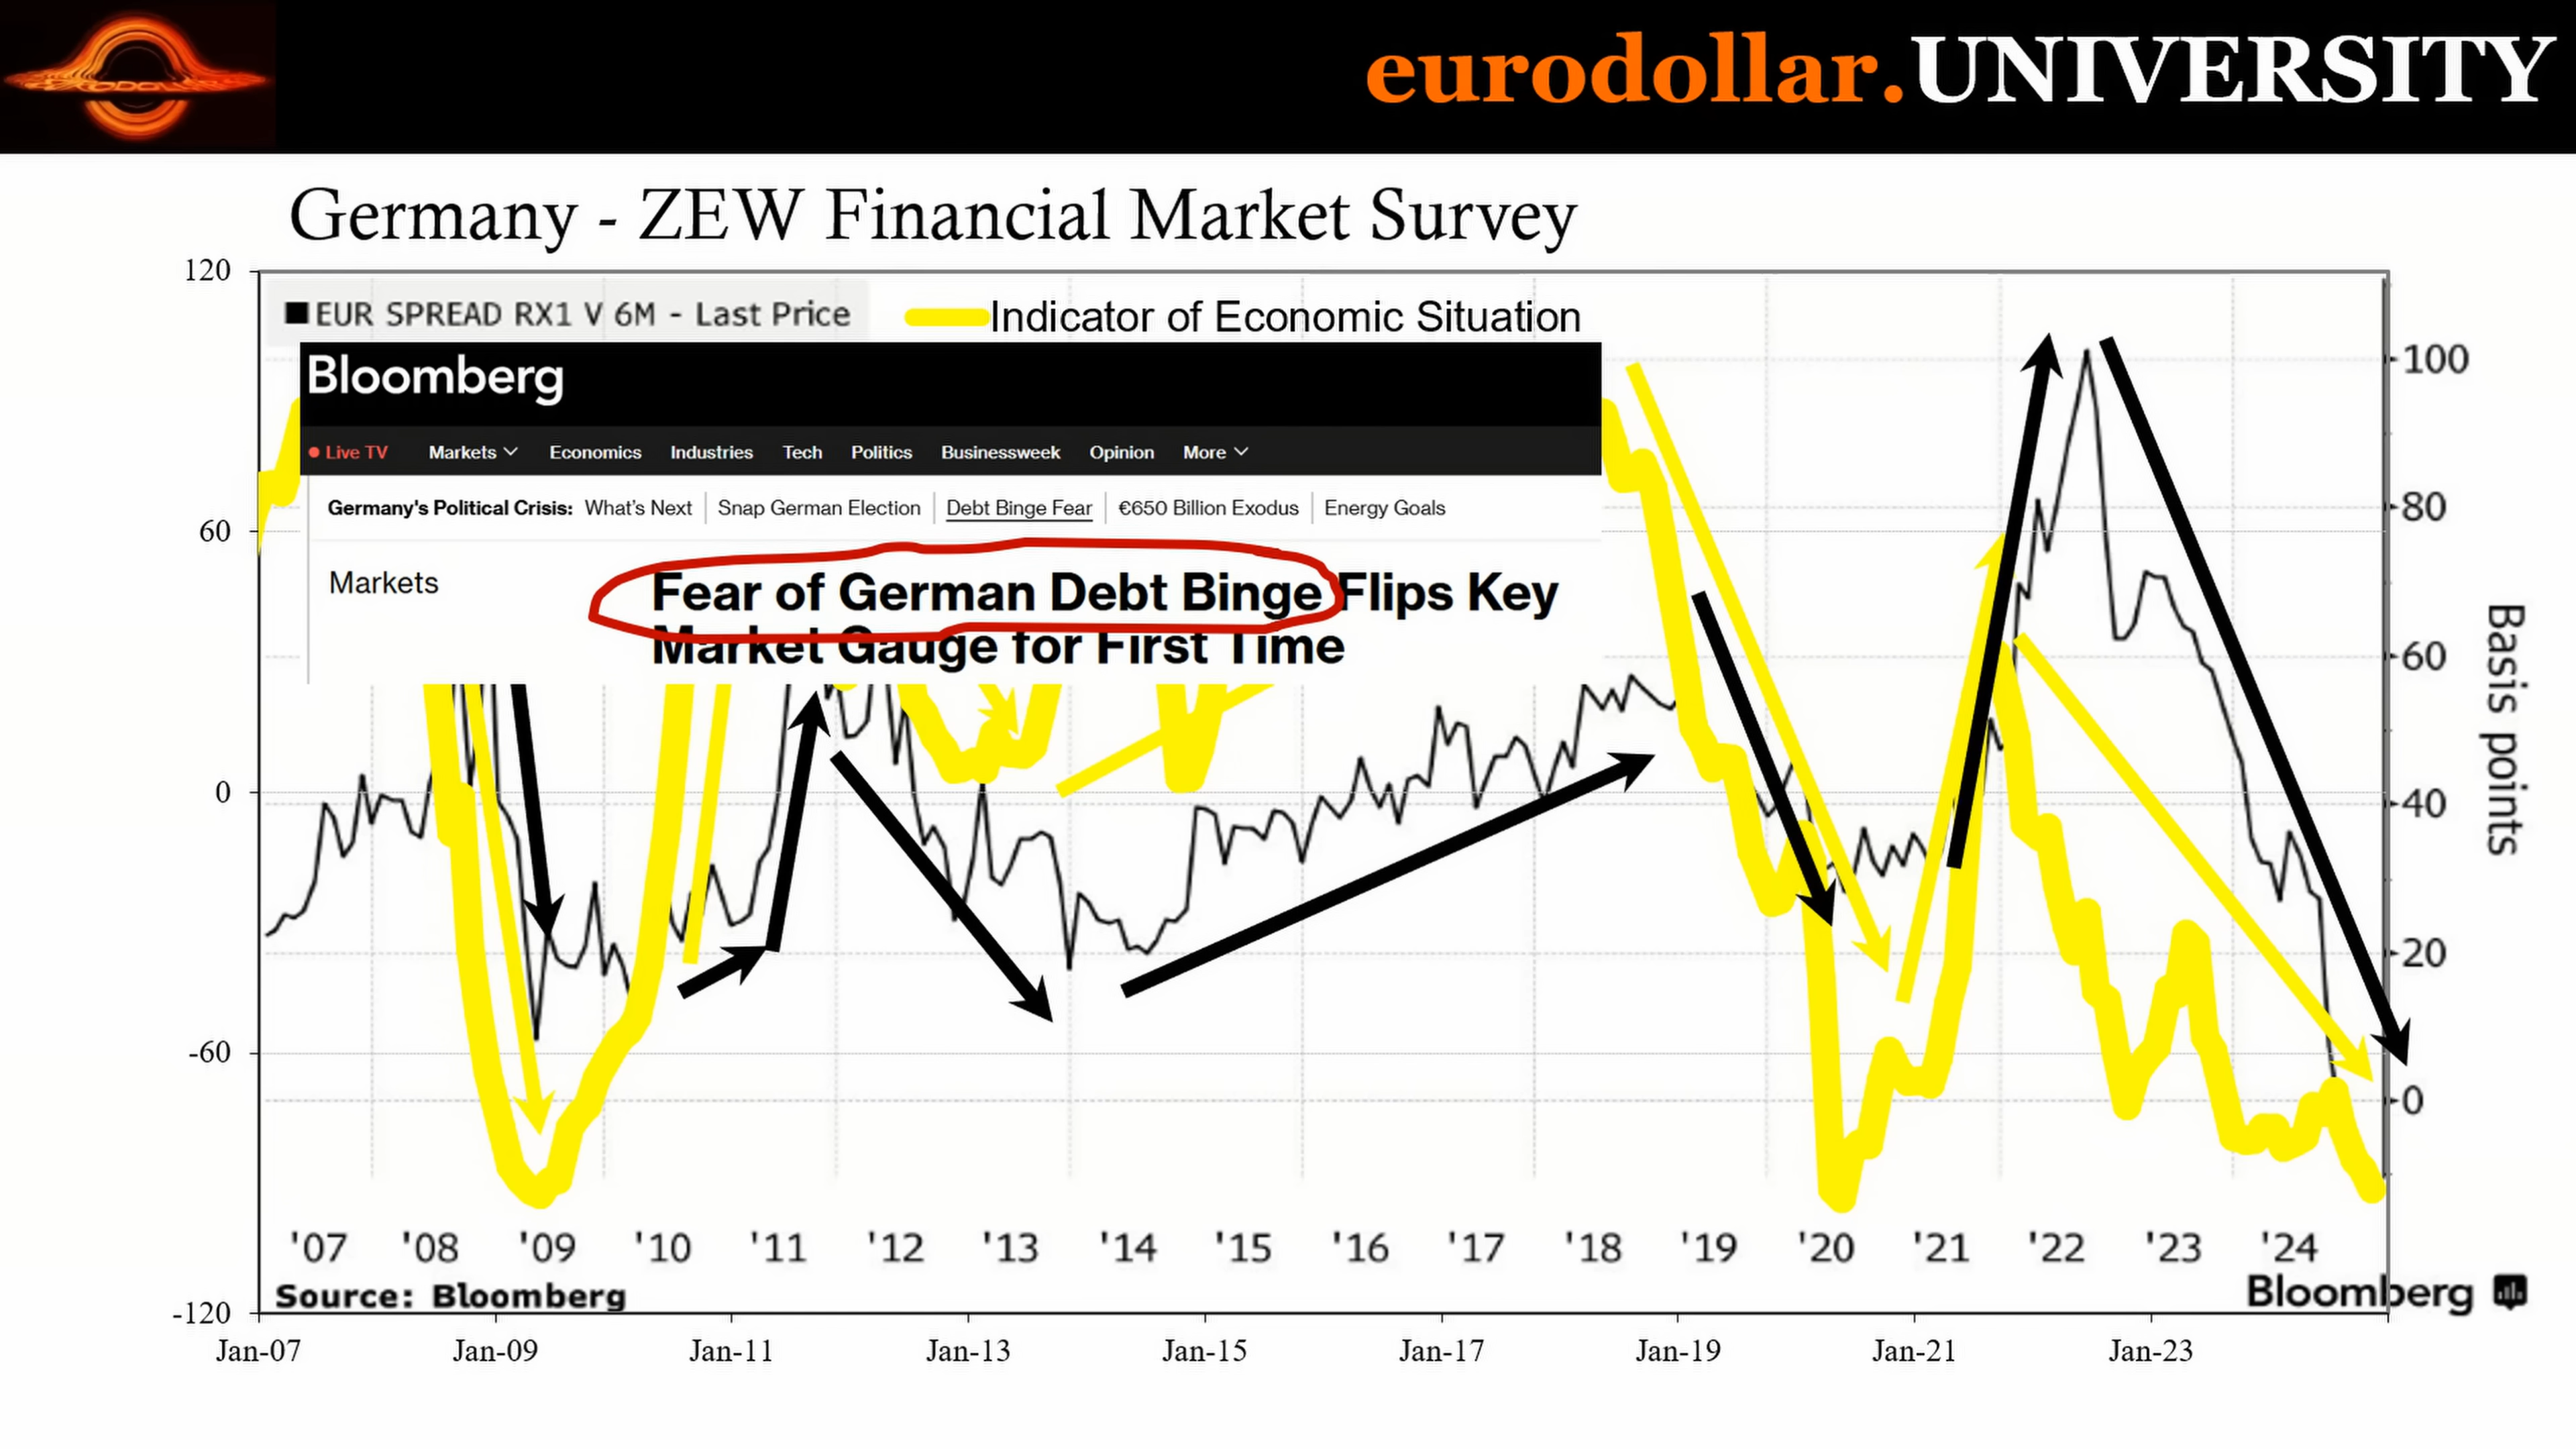 eurodollar.UNIVERSITY
EURODOLLAR
Germany - ZEW Financial Market Survey
EUR SPREAD RX1 V 6M - Last Price
Indicator of Economic Situation
Bloomberg
Live TV Markets Economics Industries Tech Politics Businessweek Opinion More
Germany's Political Crisis: What's Next Snap German Election Debt Binge Fear €650 Billion Exodus Energy Goals
Markets
Fear of German Debt Binge Flips Key
Market Gauge for First Time
120
60
0
-60
-120
100
80
60
40
20
0
Basis points
'07 '08 '09 '10 '11 '12 '13 '14 '15 '16 '17 '18 '19 '20 '21 '22 '23 '24
Source: Bloomberg
Bloomberg
Jan-07 Jan-09 Jan-11 Jan-13 Jan-15 Jan-17 Jan-19 Jan-21 Jan-23